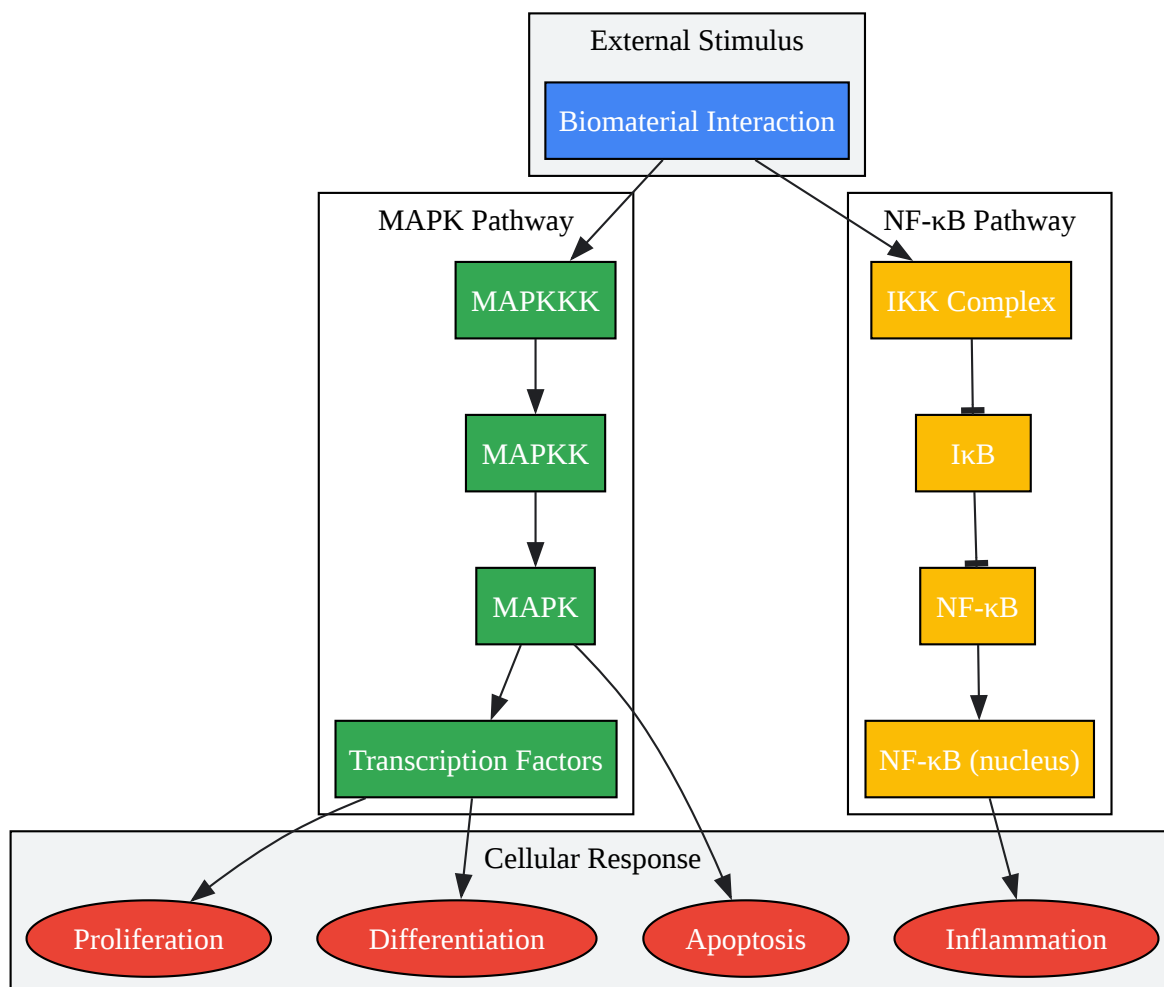 External Stimulus
Biomaterial Interaction
MAPK Pathway
NF-κB Pathway
MAPKKK
IKK Complex
MAPKK
IκB
MAPK
NF-κB
Transcription Factors
NF-κB (nucleus)
Cellular Response
Proliferation
Differentiation
Apoptosis
Inflammation